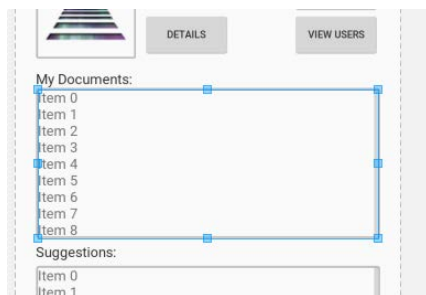 DETAILS
VIEW USERS
My Documents:
Item 0
Item 1
Item 2
Item 3
Item 4
Item 5
Item 6
Item 7
Item 8
Suggestions:
Item 0
Item 1